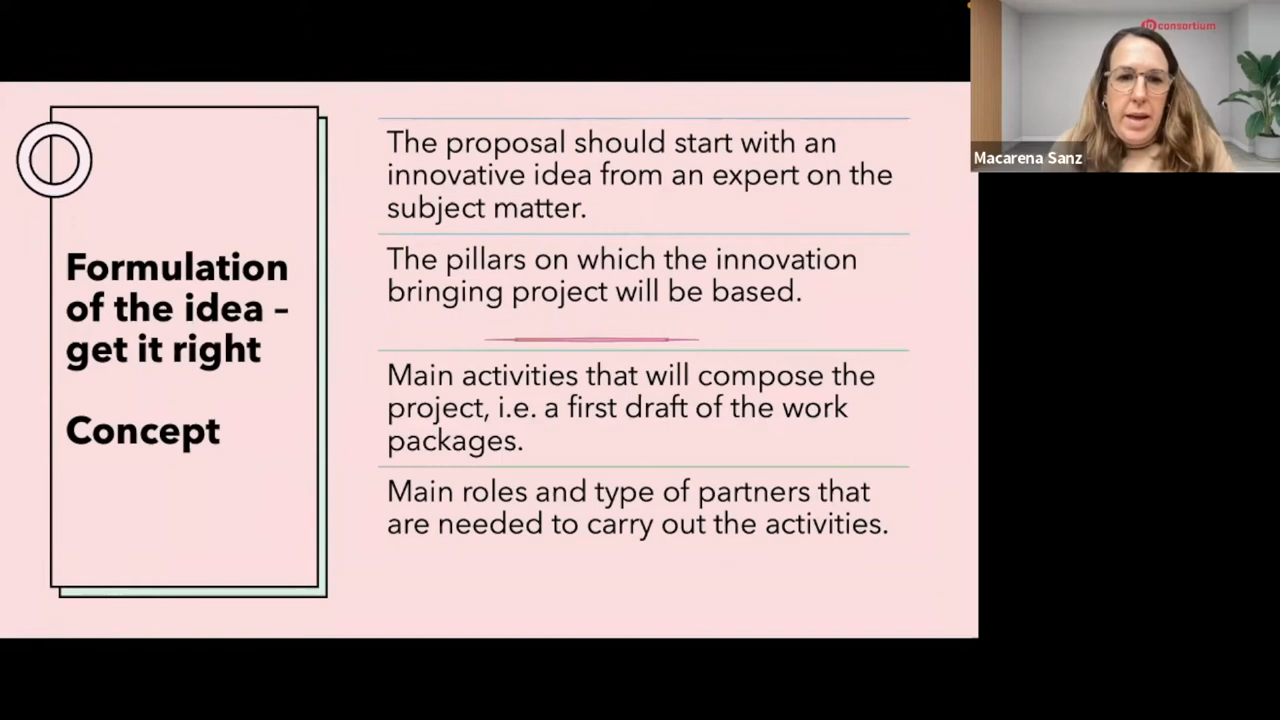 Formulation
of the idea –
get it right
Concept
The proposal should start with an
innovative idea from an expert on the
subject matter.
The pillars on which the innovation
bringing project will be based.
Main activities that will compose the
project, i.e. a first draft of the work
packages.
Main roles and type of partners that
are needed to carry out the activities.
consortium
Macarena Sanz